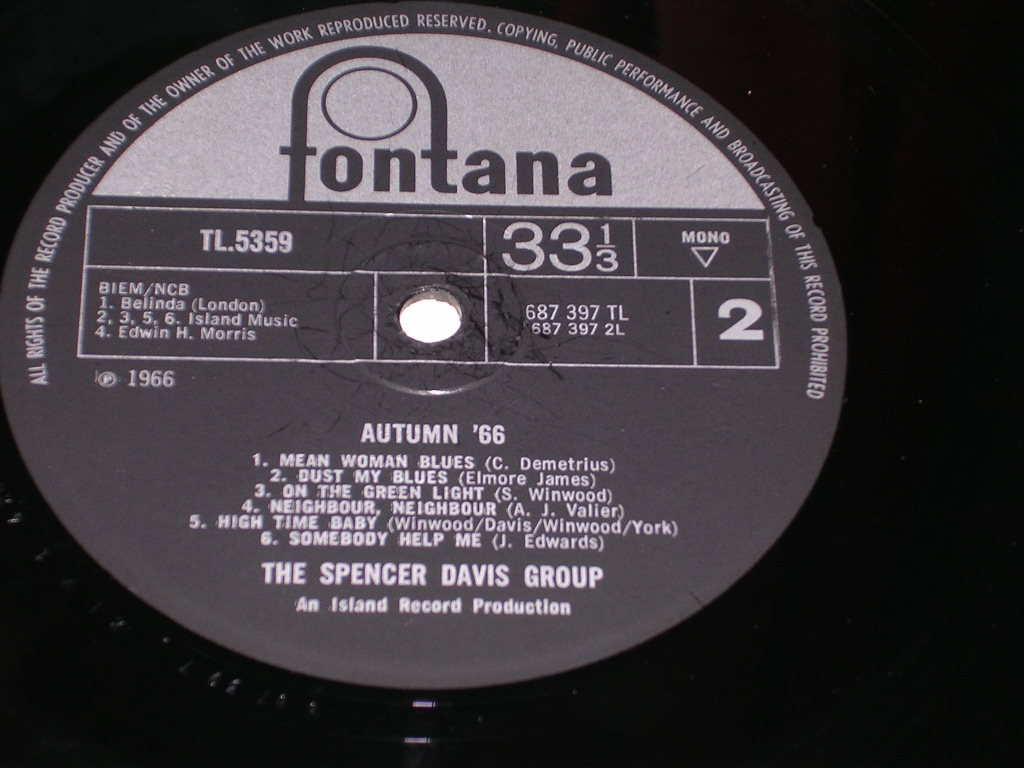 ALL RIGHTS OF THE RECORD PRODUCER AND OF THE OWNER OF THE WORK REPRODUCED RESERVED. COPYING, PUBLIC PERFORMANCE AND BROADCASTING OF THIS RECORD PROHIBITED
fontana
TL.5359
33 1/3
MONO
BIEM/NCB
1. Belinda (London)
2, 3, 5, 6. Island Music
4. Edwin H. Morris
687 397 TL
687 397 2L
2
℗ 1966
AUTUMN '66
1. MEAN WOMAN BLUES (C. Demetrius)
2. DUST MY BLUES (Elmore James)
3. ON THE GREEN LIGHT (S. Winwood)
4. NEIGHBOUR, NEIGHBOUR (A. J. Valier)
5. HIGH TIME BABY (Winwood/Davis/Winwood/York)
6. SOMEBODY HELP ME (J. Edwards)
THE SPENCER DAVIS GROUP
An Island Record Production